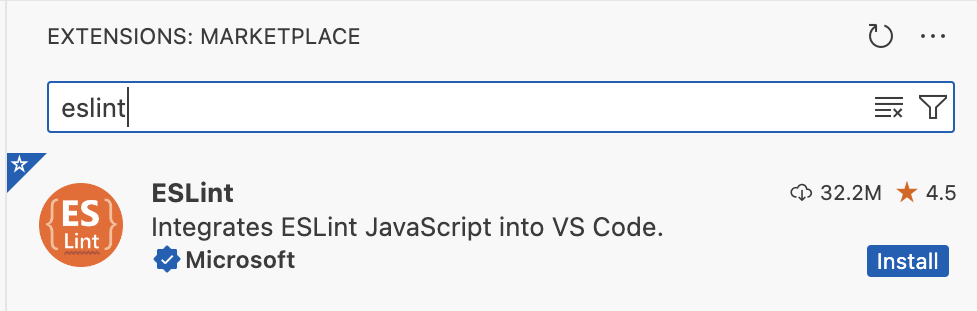 EXTENSIONS: MARKETPLACE
eslint
ES
Lint
ESLint
32.2M
4.5
Integrates ESLint JavaScript into VS Code.
Microsoft
Install